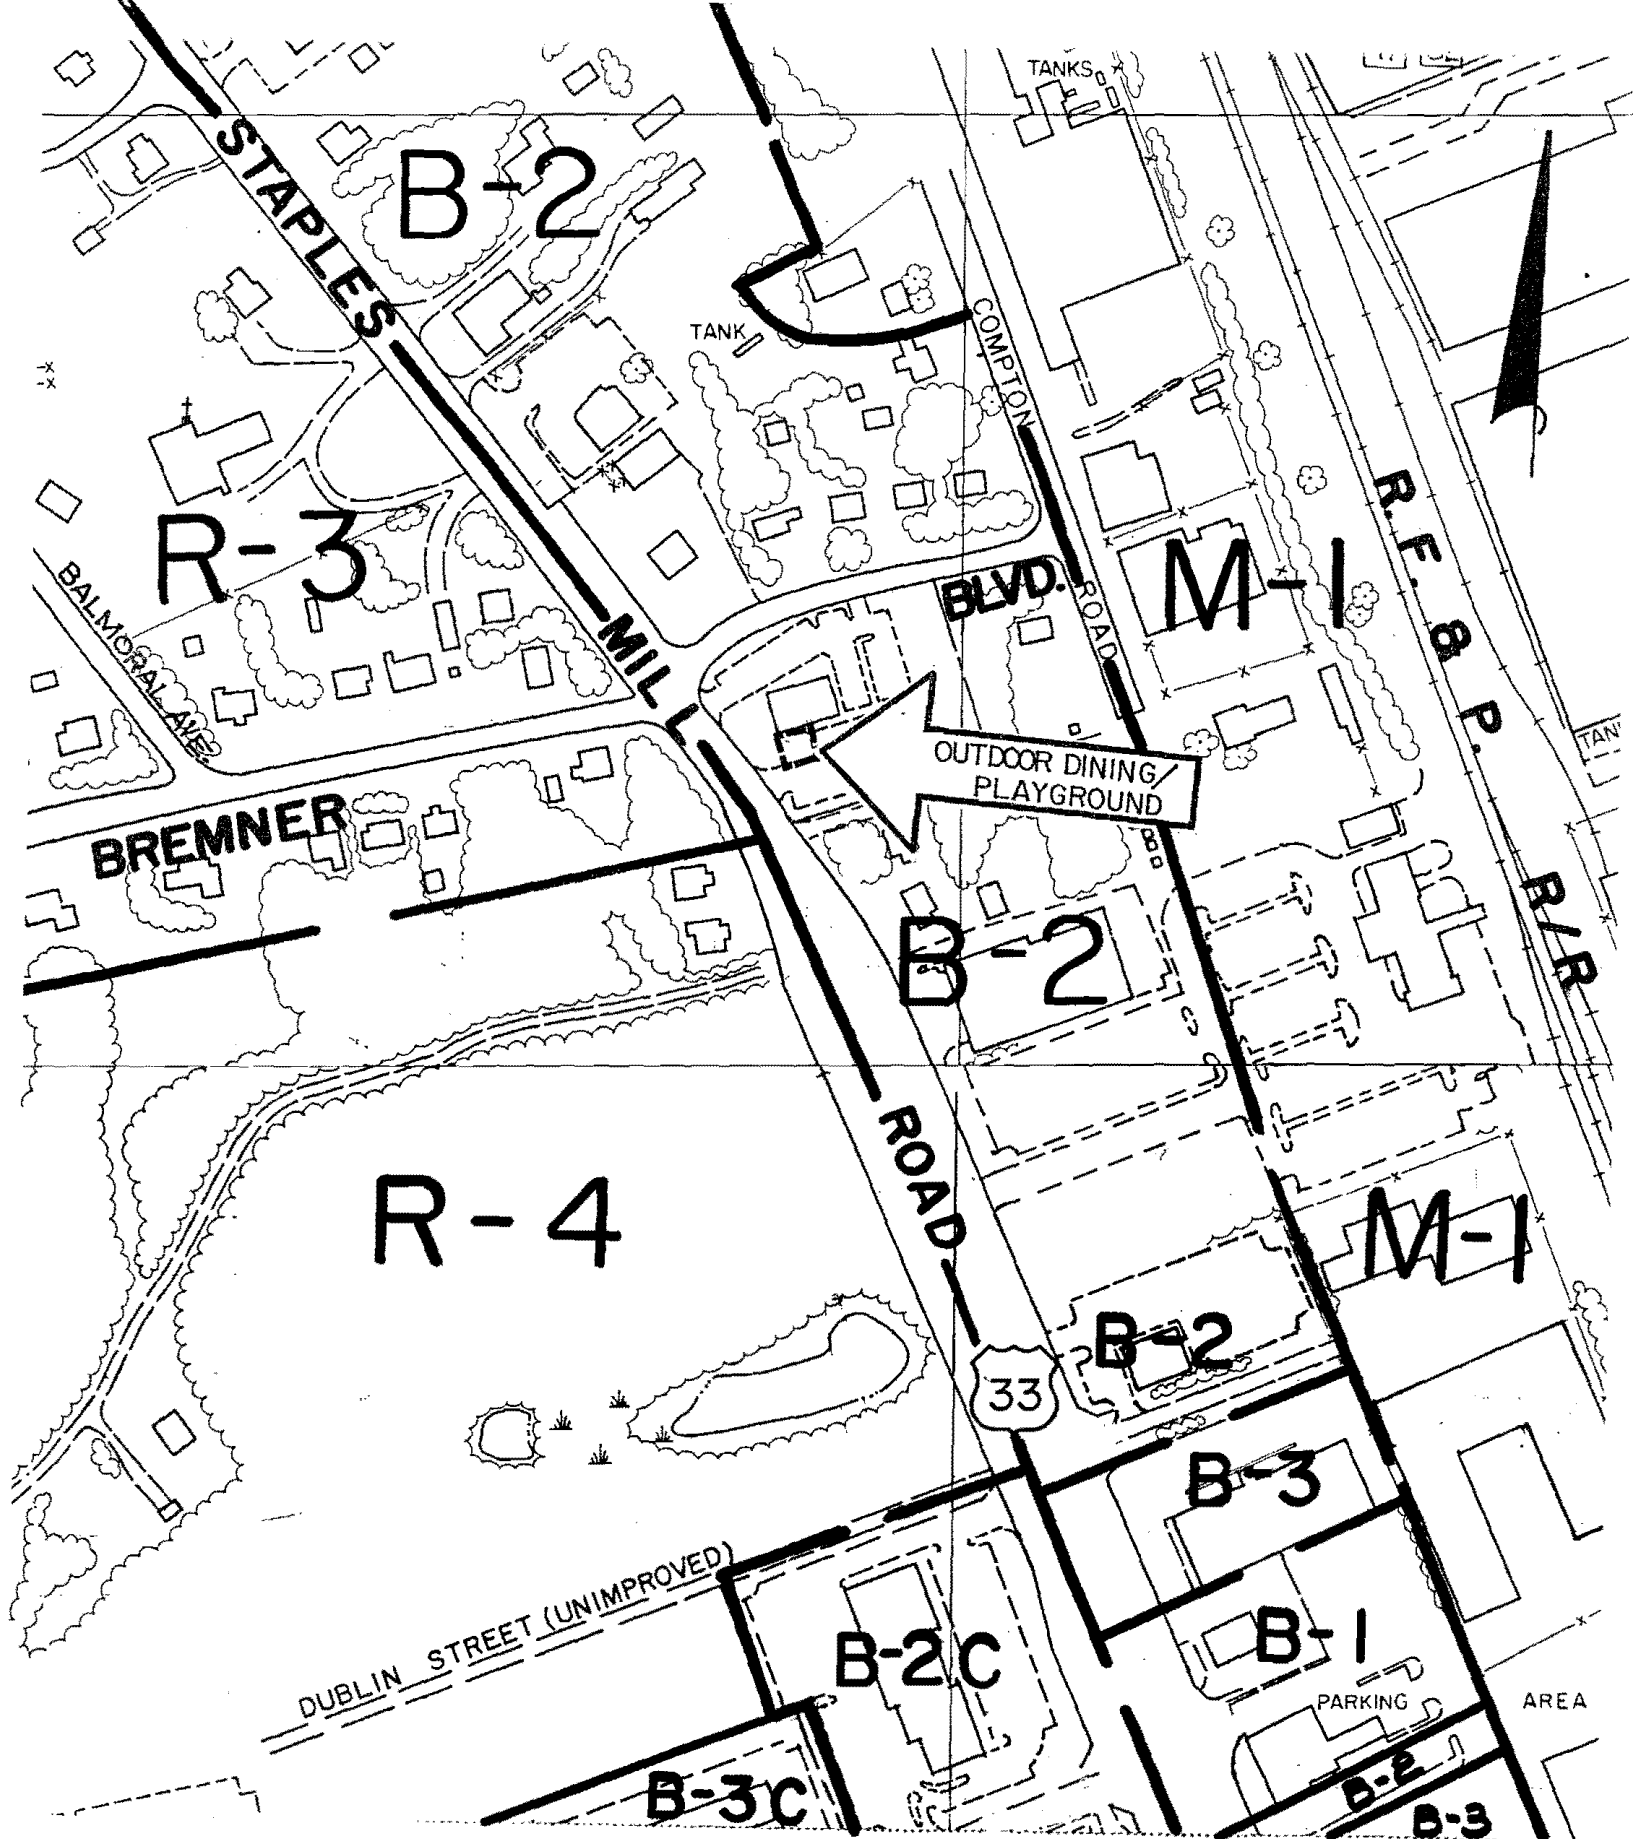 TANKS
B-2
STAPLES
COMPTON
TANK
R-3
M-1
R. F. & P. R/R
BALMORAL AVE.
BLVD.
ROAD
MILL
OUTDOOR DINING/
PLAYGROUND
BREMNER
B-2
ROAD
R-4
M-1
B-2
33
B-3
DUBLIN STREET (UNIMPROVED)
B-2C
B-1
PARKING AREA
B-3C
B-2
B-3